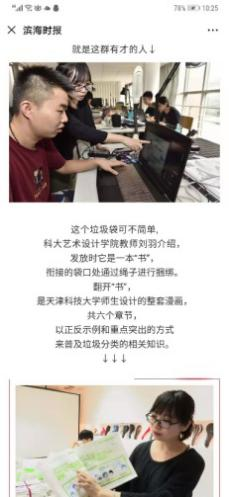 78% 10:25
× 滨海时报 ···
就是这群有才的人↓
这个垃圾袋可不简单,
科大艺术设计学院教师刘羽介绍。
发放时它是一本“书”,
衔接的袋口处通过绳子进行捆绑。
翻开“书”,
是天津科技大学师生设计的整套漫画。
共六个章节,
以正反示例和重点突出的方式
来普及垃圾分类的相关知识。
↓↓↓